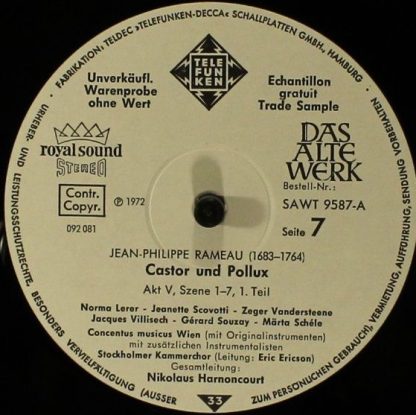 FABRIKATION: TELDEC »TELEFUNKEN-DECCA« SCHALLPLATTEN GMBH, HAMBURG · URHEBER- UND LEISTUNGSSCHUTZRECHTE, BESONDERS VERVIELFÄLTIGUNG (AUSSER ZUM PERSÖNLICHEN GEBRAUCH), VERMIETUNG, AUFFÜHRUNG, SENDUNG VORBEHALTEN
TELE
FUN
KEN
Unverkäufl.
Warenprobe
ohne Wert
Echantillon
gratuit
Trade Sample
royal sound
STEREO
DAS
ALTE
WERK
Contr.
Copyr.
℗ 1972
092 081
Bestell-Nr.:
SAWT 9587-A
Seite 7
JEAN-PHILIPPE RAMEAU (1683–1764)
Castor und Pollux
Akt V, Szene 1–7, 1. Teil
Norma Lerer - Jeanette Scovotti - Zeger Vandersteene
Jacques Villisech - Gérard Souzay - Märta Schéle
Concentus musicus Wien (mit Originalinstrumenten)
mit zusätzlichen Instrumentalisten
Stockholmer Kammerchor (Leitung: Eric Ericson)
Gesamtleitung:
Nikolaus Harnoncourt
33